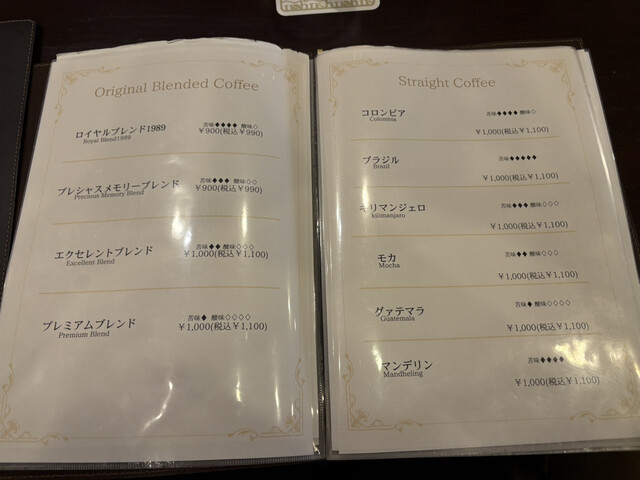 Original Blended Coffee
ロイヤルブレンド1989
Royal Blend1989
苦味♦♦♦♦ 酸味♢
￥900(税込￥990)
プレシャスメモリーブレンド
Precious Memory Blend
苦味♦♦♦ 酸味♢♢
￥900(税込￥990)
エクセレントブレンド
Excellent Blend
苦味♦♦ 酸味♢♢♢
￥1,000(税込￥1,100)
プレミアムブレンド
Premium Blend
苦味♦ 酸味♢♢♢♢
￥1,000(税込￥1,100)
Straight Coffee
コロンビア
Colombia
苦味♦♦♦♦ 酸味♢
￥1,000(税込￥1,100)
ブラジル
Brazil
苦味♦♦♦♦♦
￥1,000(税込￥1,100)
キリマンジェロ
kilimanjaro
苦味♦♦♦ 酸味♢♢
￥1,000(税込￥1,100)
モカ
Mocha
苦味♦♦ 酸味♢♢♢
￥1,000(税込￥1,100)
グァテマラ
Guatemala
苦味♦ 酸味♢♢♢♢
￥1,000(税込￥1,100)
マンデリン
Mandheling
苦味♦♦♦♦
￥1,000(税込￥1,100)